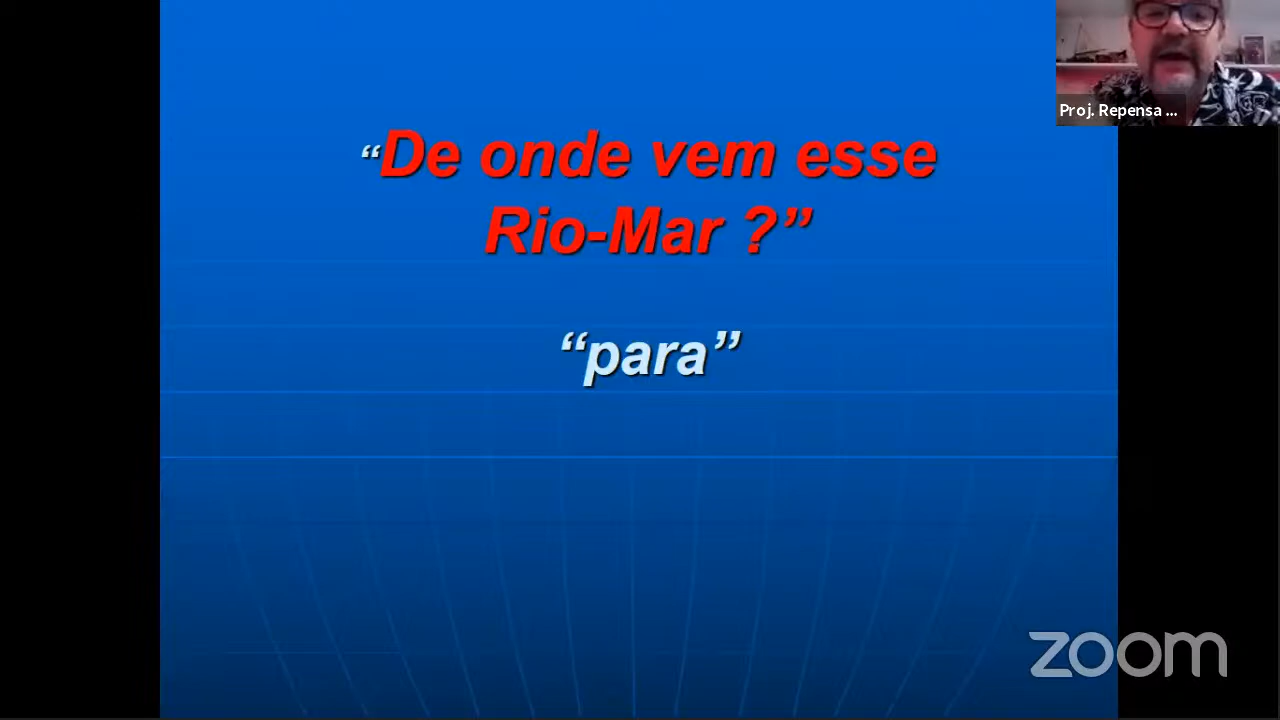 “De onde vem esse
Rio-Mar ?”
“para”
Proj. Repensa ...
zoom